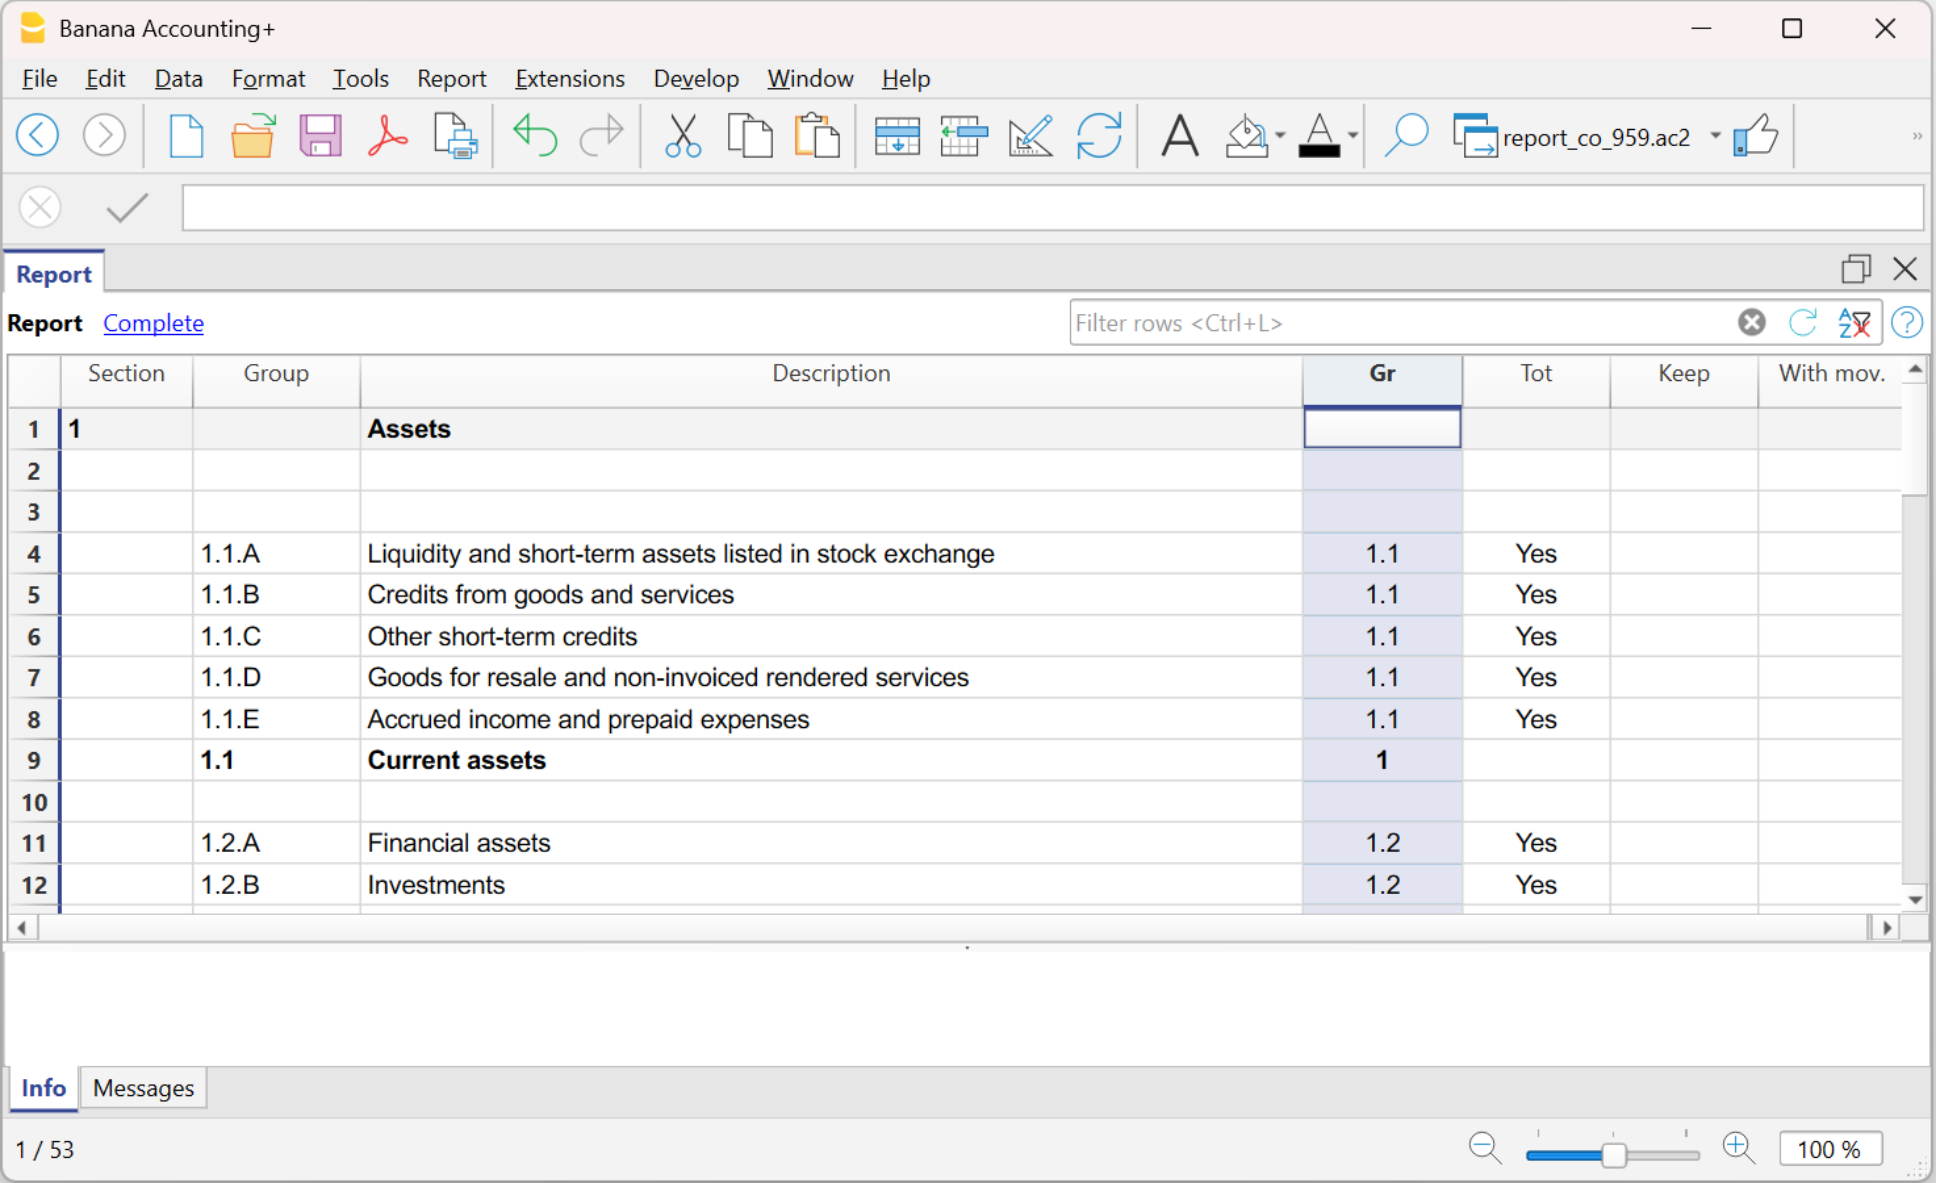 Banana Accounting+
File Edit Data Format Tools Report Extensions Develop Window Help
report_co_959.ac2 »
Report
Report Complete Filter rows <Ctrl+L>
Section Group Description Gr Tot Keep With mov.
1 1 Assets
2
3
4 1.1.A Liquidity and short-term assets listed in stock exchange 1.1 Yes
5 1.1.B Credits from goods and services 1.1 Yes
6 1.1.C Other short-term credits 1.1 Yes
7 1.1.D Goods for resale and non-invoiced rendered services 1.1 Yes
8 1.1.E Accrued income and prepaid expenses 1.1 Yes
9 1.1 Current assets 1
10
11 1.2.A Financial assets 1.2 Yes
12 1.2.B Investments 1.2 Yes
Info Messages
1 / 53 100 %